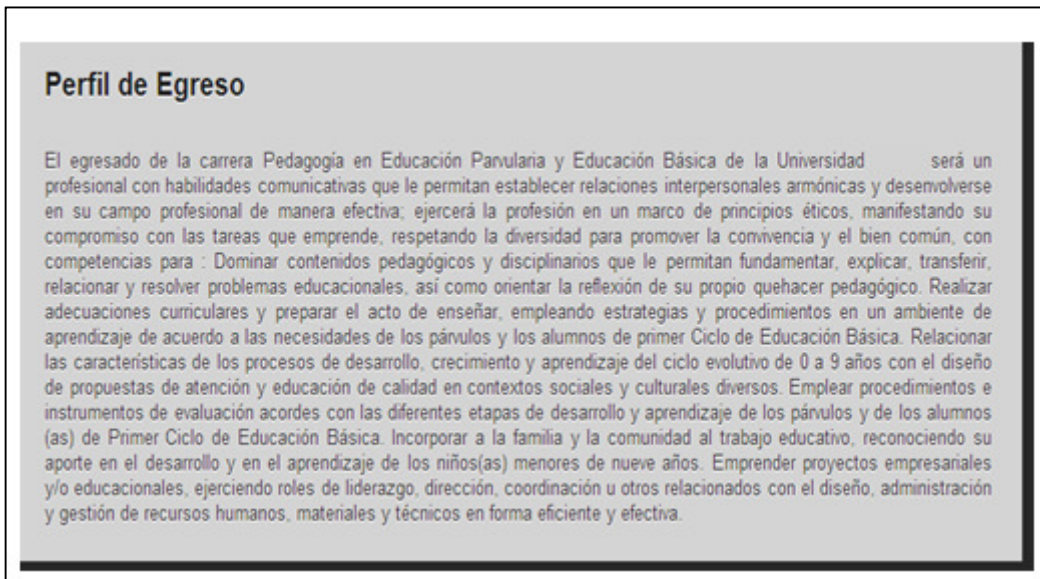 Perfil de Egreso
El egresado de la carrera Pedagogía en Educación Parvularia y Educación Básica de la Universidad será un
profesional con habilidades comunicativas que le permitan establecer relaciones interpersonales armónicas y desenvolverse
en su campo profesional de manera efectiva; ejercerá la profesión en un marco de principios éticos, manifestando su
compromiso con las tareas que emprende, respetando la diversidad para promover la convivencia y el bien común, con
competencias para : Dominar contenidos pedagógicos y disciplinarios que le permitan fundamentar, explicar, transferir,
relacionar y resolver problemas educacionales, así como orientar la reflexión de su propio quehacer pedagógico. Realizar
adecuaciones curriculares y preparar el acto de enseñar, empleando estrategias y procedimientos en un ambiente de
aprendizaje de acuerdo a las necesidades de los párvulos y los alumnos de primer Ciclo de Educación Básica. Relacionar
las características de los procesos de desarrollo, crecimiento y aprendizaje del ciclo evolutivo de 0 a 9 años con el diseño
de propuestas de atención y educación de calidad en contextos sociales y culturales diversos. Emplear procedimientos e
instrumentos de evaluación acordes con las diferentes etapas de desarrollo y aprendizaje de los párvulos y de los alumnos
(as) de Primer Ciclo de Educación Básica. Incorporar a la familia y la comunidad al trabajo educativo, reconociendo su
aporte en el desarrollo y en el aprendizaje de los niños(as) menores de nueve años. Emprender proyectos empresariales
y/o educacionales, ejerciendo roles de liderazgo, dirección, coordinación u otros relacionados con el diseño, administración
y gestión de recursos humanos, materiales y técnicos en forma eficiente y efectiva.